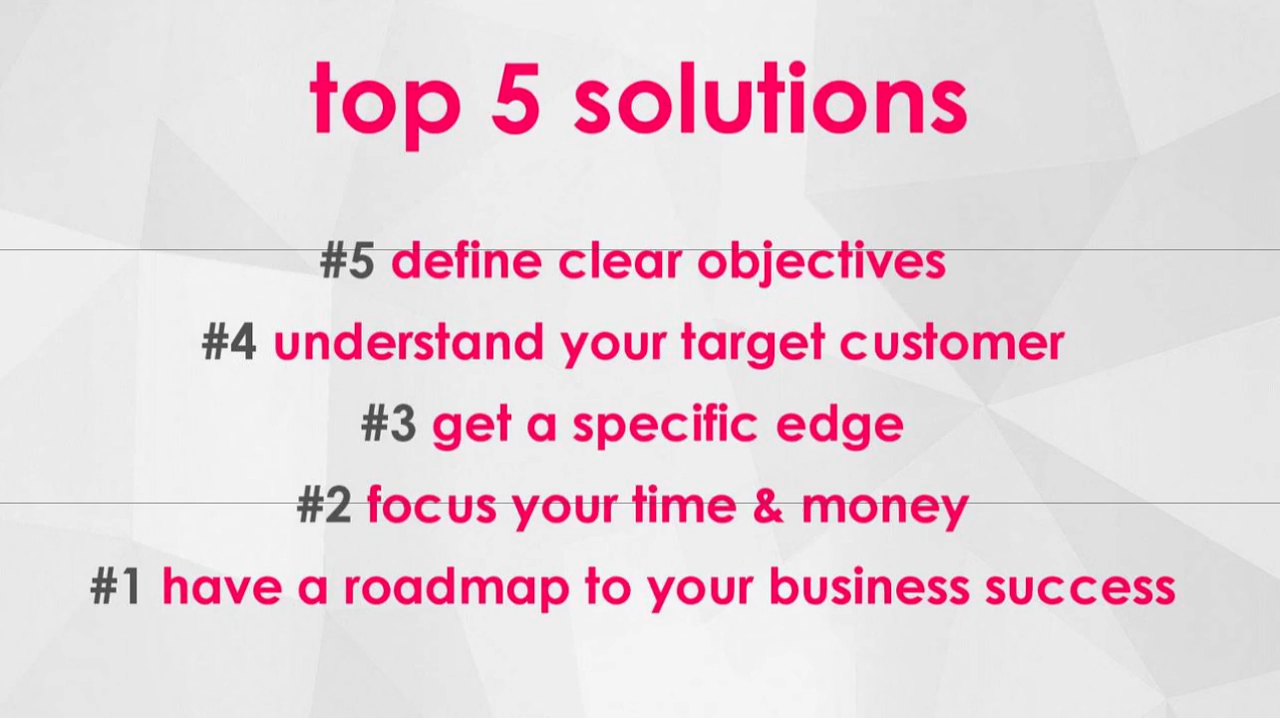 top 5 solutions
#5 define clear objectives
#4 understand your target customer
#3 get a specific edge
#2 focus your time & money
#1 have a roadmap to your business success